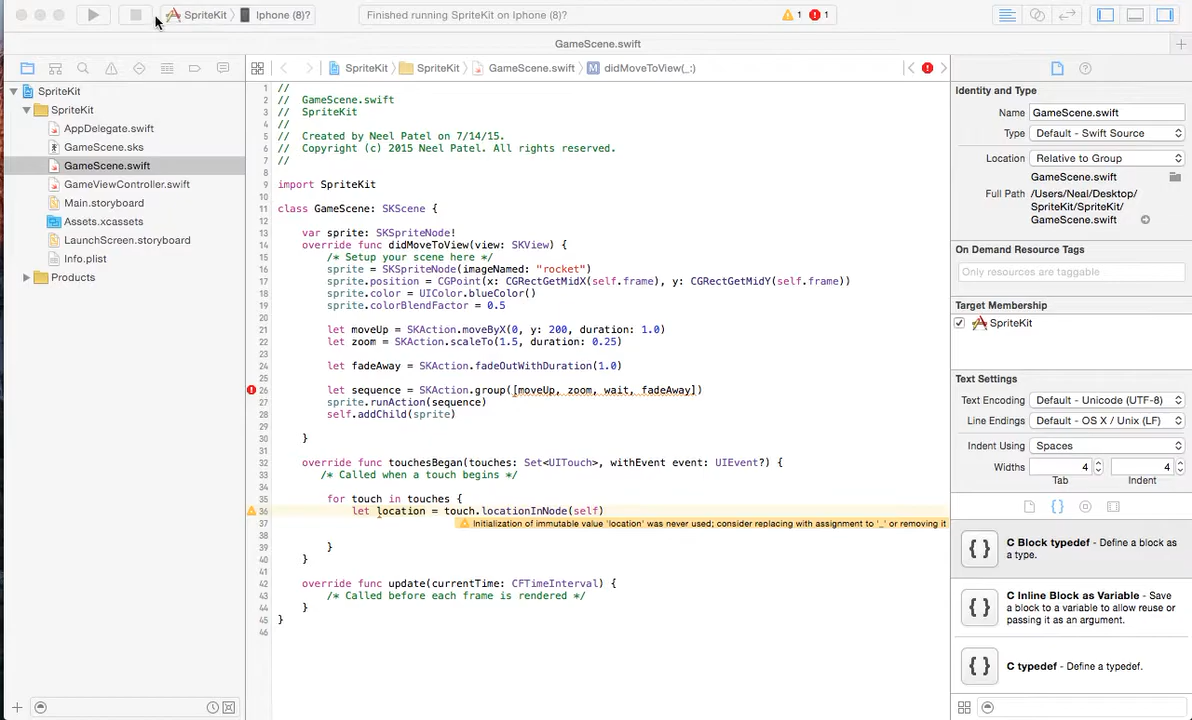 SpriteKit Iphone (8)? Finished running SpriteKit on Iphone (8)? 1 1
GameScene.swift
SpriteKit SpriteKit GameScene.swift M didMoveToView(_:)
SpriteKit
SpriteKit
AppDelegate.swift
GameScene.sks
GameScene.swift
GameViewController.swift
Main.storyboard
Assets.xcassets
LaunchScreen.storyboard
Info.plist
Products
1 //
2 // GameScene.swift
3 // SpriteKit
4 //
5 // Created by Neel Patel on 7/14/15.
6 // Copyright (c) 2015 Neel Patel. All rights reserved.
7 //
8
9 import SpriteKit
10
11 class GameScene: SKScene {
12
13 var sprite: SKSpriteNode!
14 override func didMoveToView(view: SKView) {
15 /* Setup your scene here */
16 sprite = SKSpriteNode(imageNamed: "rocket")
17 sprite.position = CGPoint(x: CGRectGetMidX(self.frame), y: CGRectGetMidY(self.frame))
18 sprite.color = UIColor.blueColor()
19 sprite.colorBlendFactor = 0.5
20
21 let moveUp = SKAction.moveByX(0, y: 200, duration: 1.0)
22 let zoom = SKAction.scaleTo(1.5, duration: 0.25)
23
24 let fadeAway = SKAction.fadeOutWithDuration(1.0)
25
26 let sequence = SKAction.group([moveUp, zoom, wait, fadeAway])
27 sprite.runAction(sequence)
28 self.addChild(sprite)
29
30 }
31
32 override func touchesBegan(touches: Set<UITouch>, withEvent event: UIEvent?) {
33 /* Called when a touch begins */
34
35 for touch in touches {
36 let location = touch.locationInNode(self)
37 Initialization of immutable value 'location' was never used; consider replacing with assignment to '_' or removing it
38
39 }
40 }
41
42 override func update(currentTime: CFTimeInterval) {
43 /* Called before each frame is rendered */
44 }
45 }
46
Identity and Type
Name GameScene.swift
Type Default - Swift Source
Location Relative to Group
GameScene.swift
Full Path /Users/Neal/Desktop/
SpriteKit/SpriteKit/
GameScene.swift
On Demand Resource Tags
Only resources are taggable
Target Membership
SpriteKit
Text Settings
Text Encoding Default - Unicode (UTF-8)
Line Endings Default - OS X / Unix (LF)
Indent Using Spaces
Widths 4 4
Tab Indent
{ } C Block typedef - Define a block as
a type.
{ } C Inline Block as Variable - Save
a block to a variable to allow reuse or
passing it as an argument.
{ } C typedef - Define a typedef.